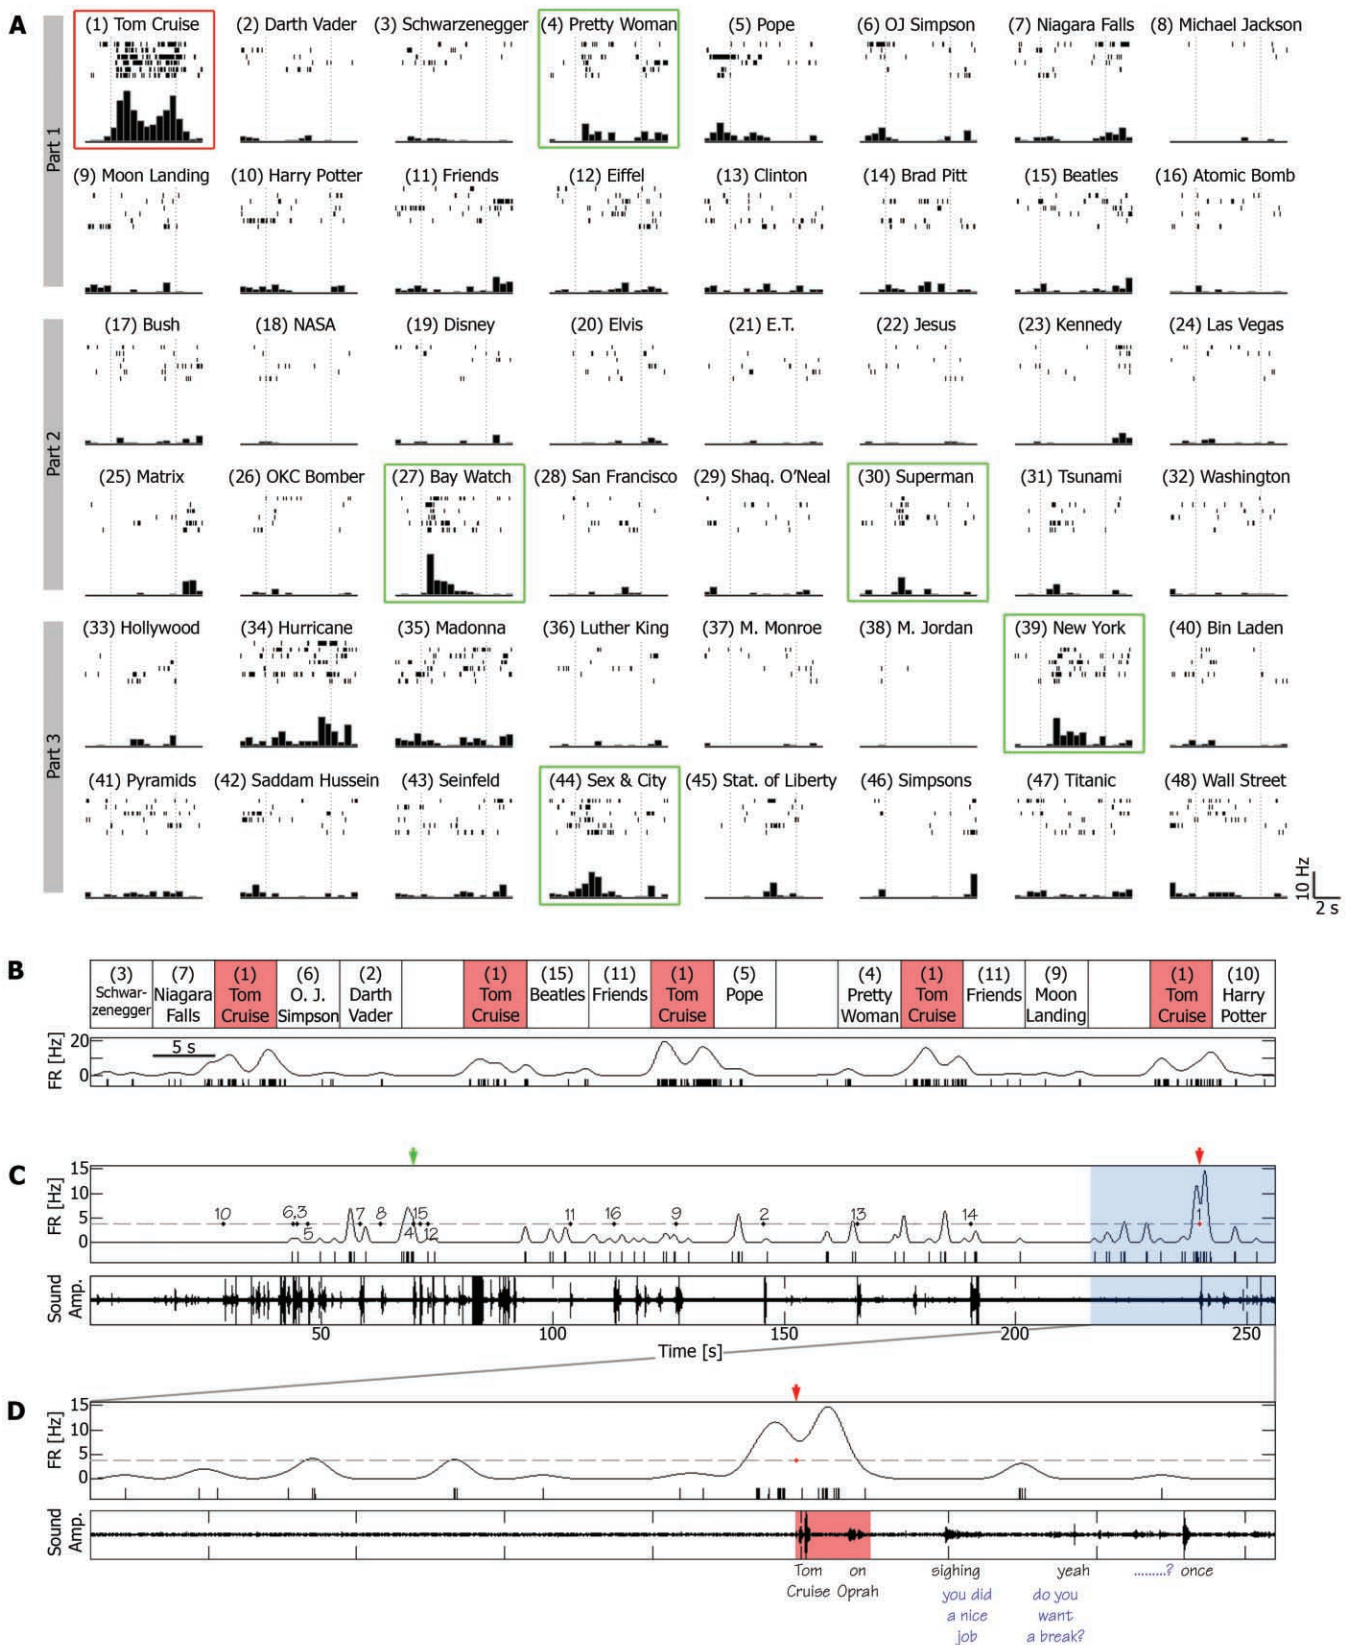 A
(1) Tom Cruise
(2) Darth Vader
(3) Schwarzenegger
(4) Pretty Woman
(5) Pope
(6) OJ Simpson
(7) Niagara Falls
(8) Michael Jackson
Part 1
(9) Moon Landing
(10) Harry Potter
(11) Friends
(12) Eiffel
(13) Clinton
(14) Brad Pitt
(15) Beatles
(16) Atomic Bomb
(17) Bush
(18) NASA
(19) Disney
(20) Elvis
(21) E.T.
(22) Jesus
(23) Kennedy
(24) Las Vegas
Part 2
(25) Matrix
(26) OKC Bomber
(27) Bay Watch
(28) San Francisco
(29) Shaq. O'Neal
(30) Superman
(31) Tsunami
(32) Washington
(33) Hollywood
(34) Hurricane
(35) Madonna
(36) Luther King
(37) M. Monroe
(38) M. Jordan
(39) New York
(40) Bin Laden
Part 3
(41) Pyramids
(42) Saddam Hussein
(43) Seinfeld
(44) Sex & City
(45) Stat. of Liberty
(46) Simpsons
(47) Titanic
(48) Wall Street
10 Hz
2 s
B
(3)
Schwar-
zenegger
(7)
Niagara
Falls
(1)
Tom
Cruise
(6)
O. J.
Simpson
(2)
Darth
Vader
(1)
Tom
Cruise
(15)
Beatles
(11)
Friends
(1)
Tom
Cruise
(5)
Pope
(4)
Pretty
Woman
(1)
Tom
Cruise
(11)
Friends
(9)
Moon
Landing
(1)
Tom
Cruise
(10)
Harry
Potter
FR [Hz]
20
0
5 s
C
FR [Hz]
15
10
5
0
10
6,3
5
7
8
4
15
12
11
16
9
2
13
14
1
Sound
Amp.
50
100
150
200
250
Time [s]
D
FR [Hz]
15
10
5
0
Sound
Amp.
Tom on sighing yeah .........? once
Cruise Oprah
you did do you
a nice want
job a break?